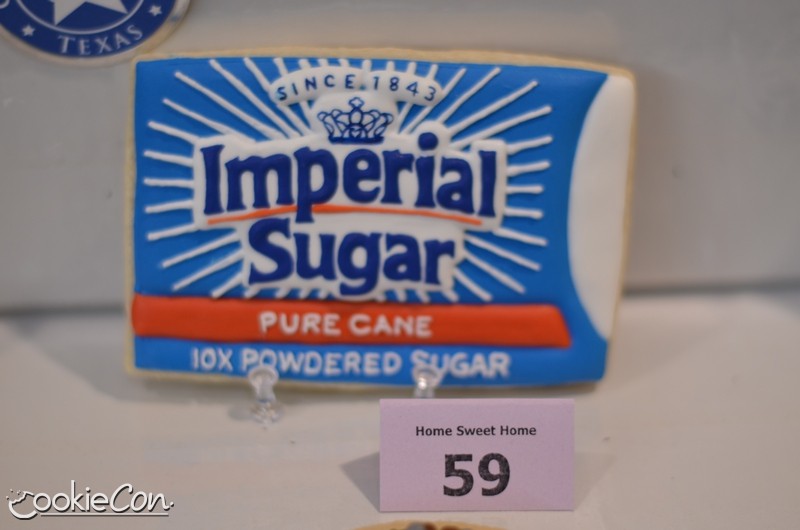 TEXAS
SINCE 1843
Imperial
Sugar
PURE CANE
10X POWDERED SUGAR
Home Sweet Home
59
CookieCon